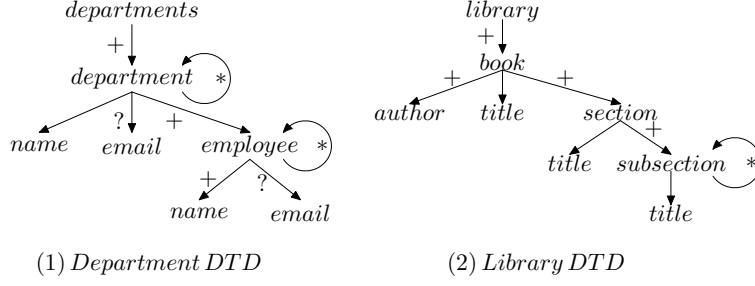 departments
+
department *
? +
name email employee *
+ ?
name email
(1) Department DTD
library
+
book
+ +
author title section
+
title subsection *
title
(2) Library DTD